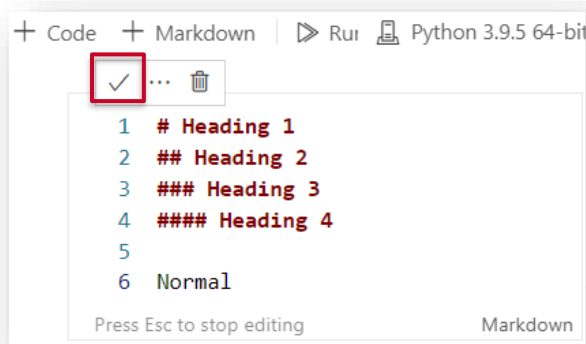 + Code + Markdown Run Python 3.9.5 64-bit
...
1 # Heading 1
2 ## Heading 2
3 ### Heading 3
4 #### Heading 4
5
6 Normal
Press Esc to stop editing Markdown